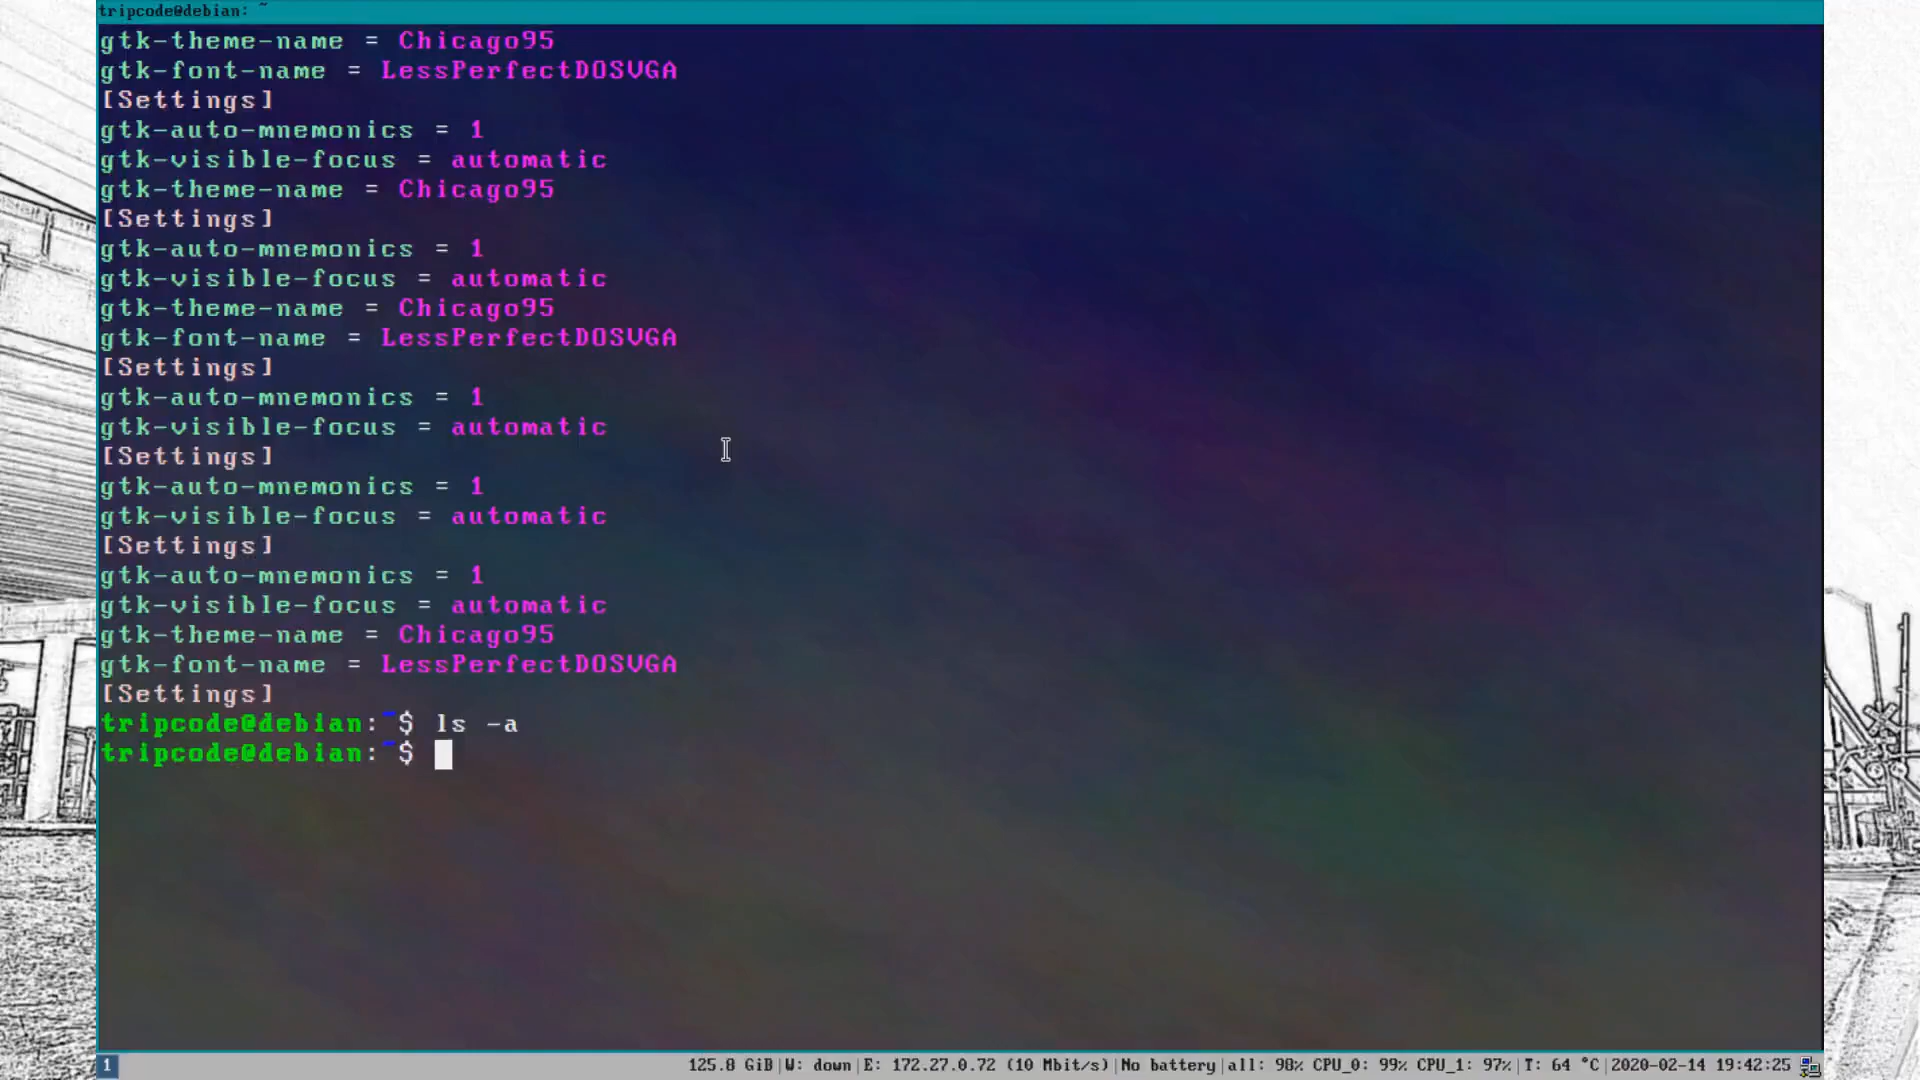 tripcode@debian: ~
gtk-theme-name = Chicago95
gtk-font-name = LessPerfectDOSVGA
[Settings]
gtk-auto-mnemonics = 1
gtk-visible-focus = automatic
gtk-theme-name = Chicago95
[Settings]
gtk-auto-mnemonics = 1
gtk-visible-focus = automatic
gtk-theme-name = Chicago95
gtk-font-name = LessPerfectDOSVGA
[Settings]
gtk-auto-mnemonics = 1
gtk-visible-focus = automatic
[Settings]
gtk-auto-mnemonics = 1
gtk-visible-focus = automatic
[Settings]
gtk-auto-mnemonics = 1
gtk-visible-focus = automatic
gtk-theme-name = Chicago95
gtk-font-name = LessPerfectDOSVGA
[Settings]
tripcode@debian:~$ ls -a
tripcode@debian:~$
1 125.8 GiB|W: down|E: 172.27.0.72 (10 Mbit/s)|No battery|all: 98% CPU_0: 99% CPU_1: 97%|T: 64 °C|2020-02-14 19:42:25